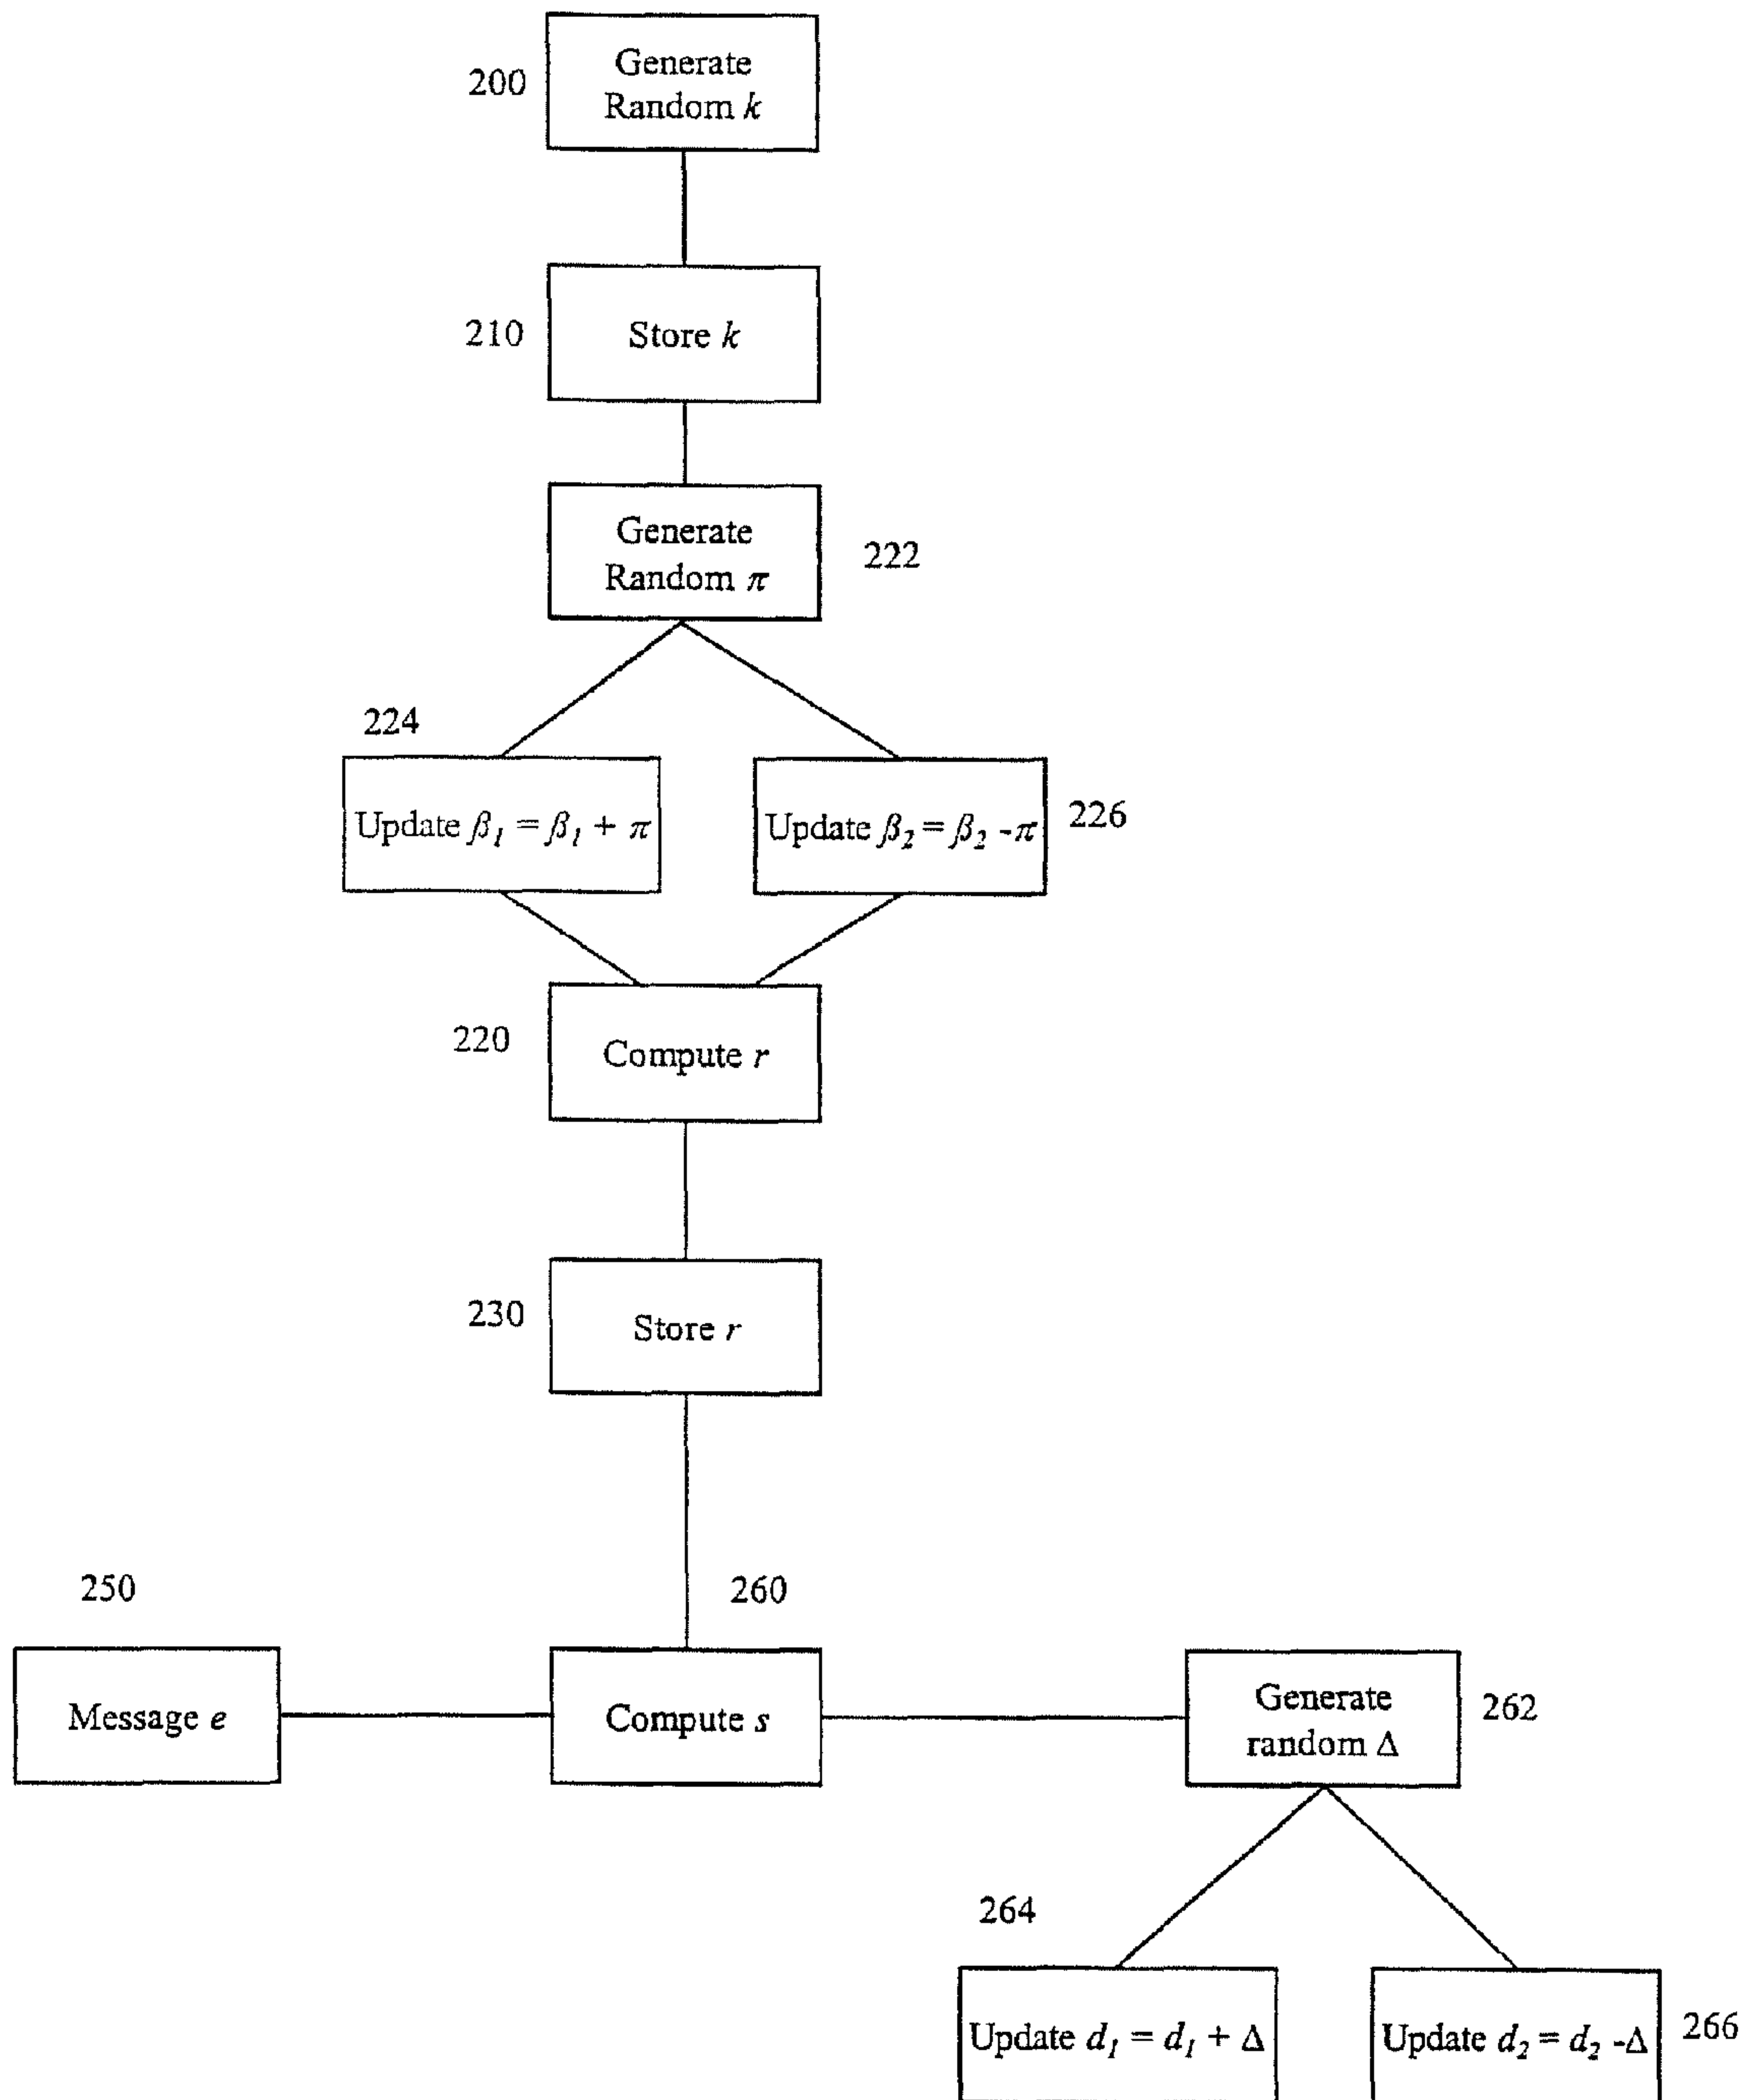 200
Generate
Random k
210
Store k
Generate
Random π
222
224
Update β₁ = β₁ + π
Update β₂ = β₂ -π
226
220
Compute r
230
Store r
250
260
Message e
Compute s
Generate
random Δ
262
264
Update d₁ = d₁ + Δ
Update d₂ = d₂ -Δ
266